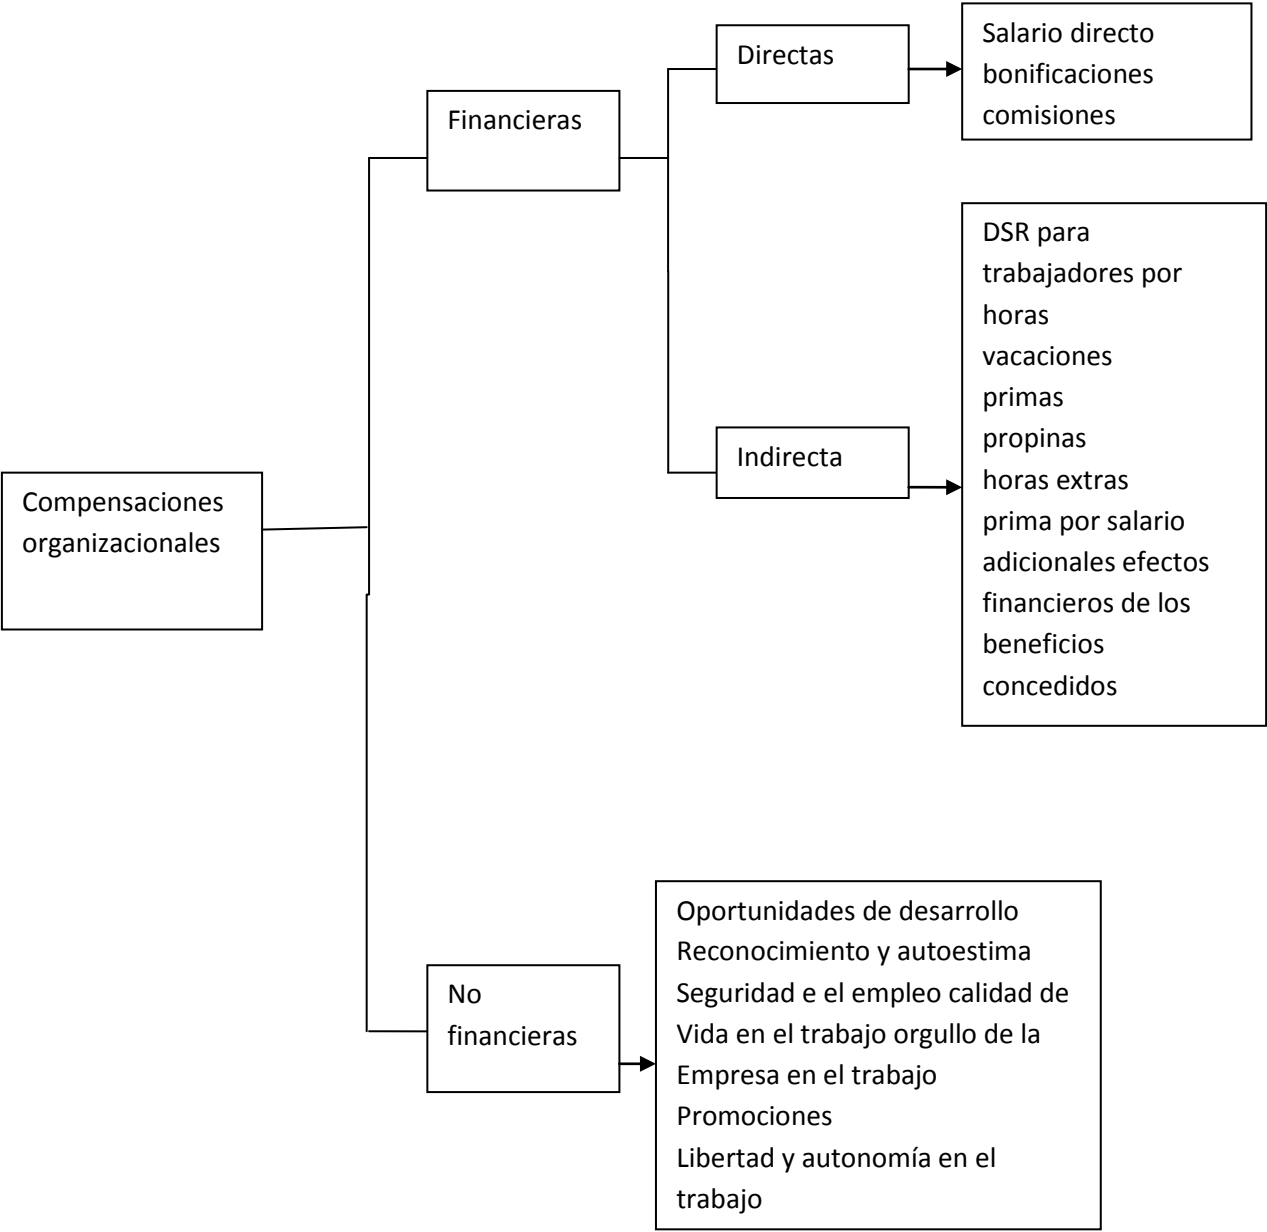 Directas
Salario directo
bonificaciones
comisiones
Financieras
DSR para
trabajadores por
horas
vacaciones
primas
propinas
horas extras
prima por salario
adicionales efectos
financieros de los
beneficios
concedidos
Indirecta
Compensaciones
organizacionales
No
financieras
Oportunidades de desarrollo
Reconocimiento y autoestima
Seguridad e el empleo calidad de
Vida en el trabajo orgullo de la
Empresa en el trabajo
Promociones
Libertad y autonomía en el
trabajo